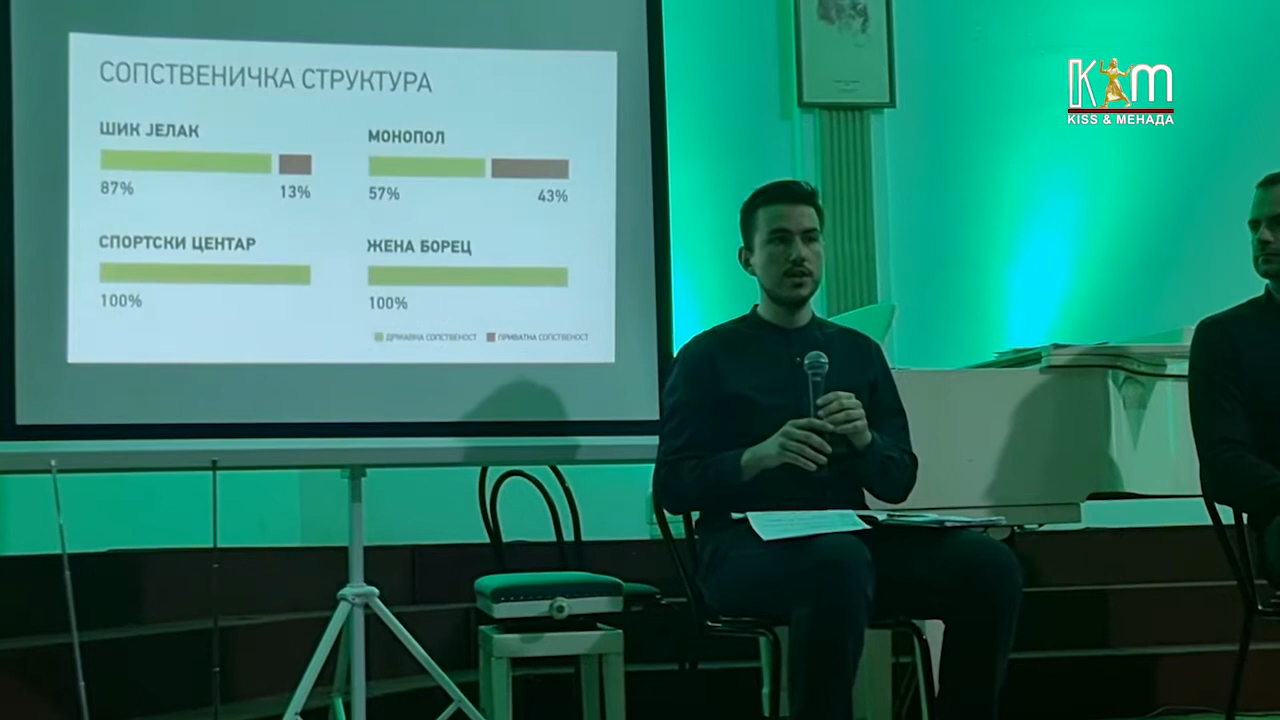 СОПСТВЕНИЧКА СТРУКТУРА
ШИК ЈЕЛАК
87% 13%
МОНОПОЛ
57% 43%
СПОРТСКИ ЦЕНТАР
100%
ЖЕНА БОРЕЦ
100%
ДРЖАВНА СОПСТВЕНОСТ ПРИВАТНА СОПСТВЕНОСТ
K M
KISS & МЕНАДА